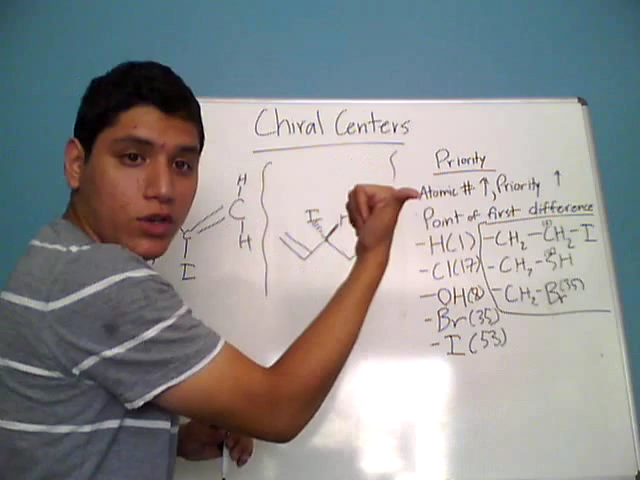 Chiral Centers
H
C
H
I
I
H
Priority
Atomic # ↑, Priority ↑
Point of first difference
-H(1)
-Cl(17)
-OH(8)
-Br(35)
-I(53)
-CH₂-CH₂-I
-CH₂-SH
-CH₂-Br(35)